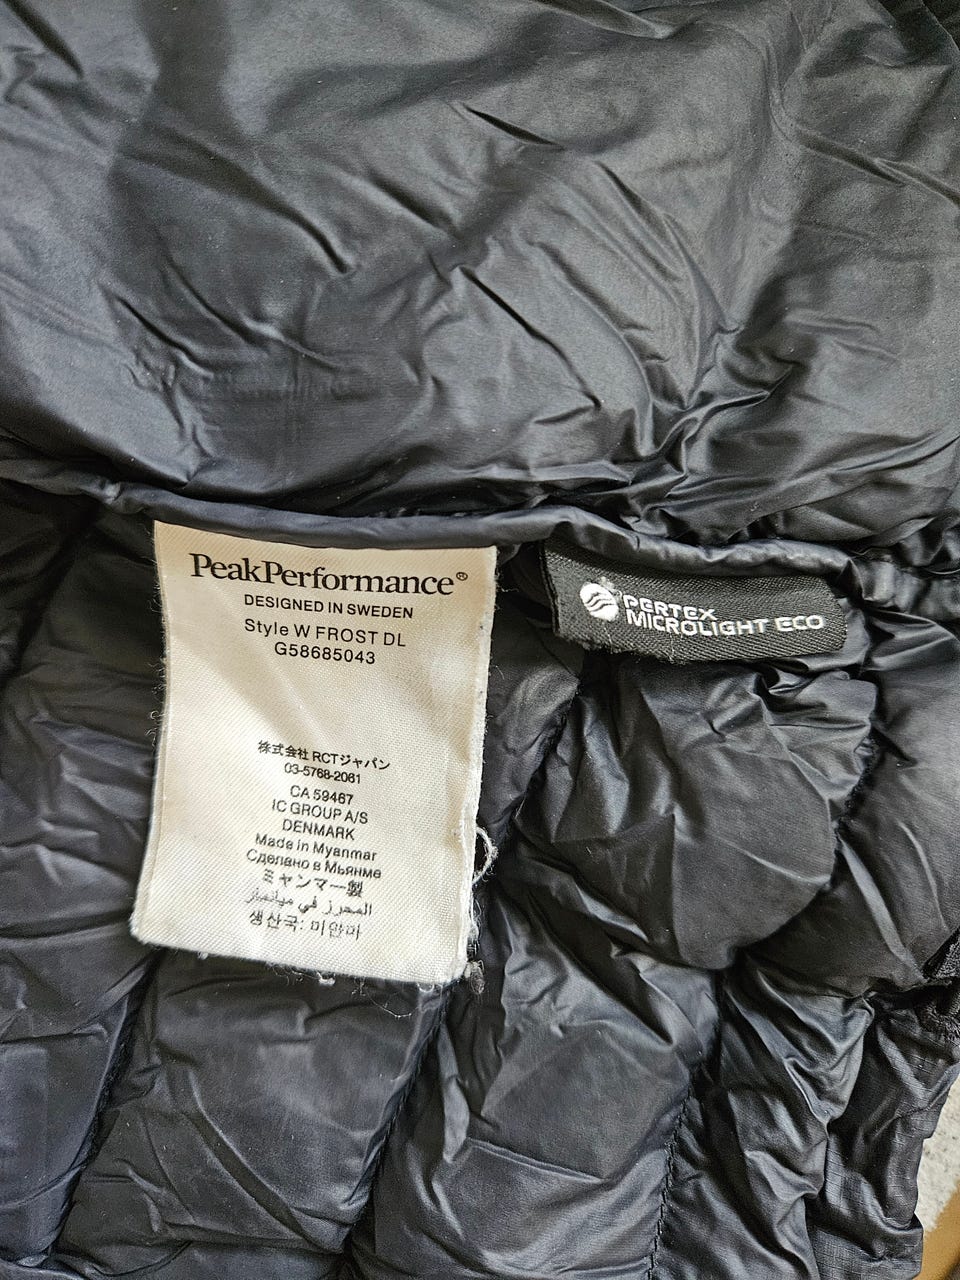 PeakPerformance®
DESIGNED IN SWEDEN
Style W FROST DL
G58685043
株式会社 RCTジャパン
03-5768-2061
CA 59467
IC GROUP A/S
DENMARK
Made in Myanmar
Сделано в Мьянме
ミャンマー製
المحرز في ميانمار
생산국: 미얀마
PERTEX
MICROLIGHT ECO